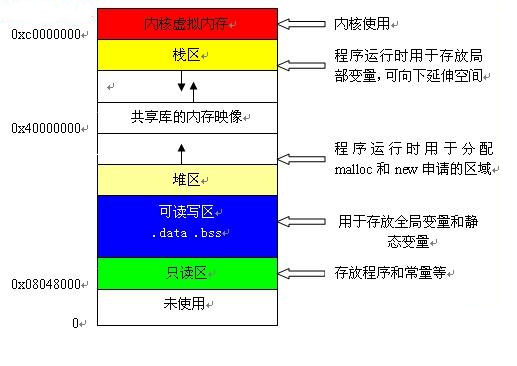 内核虚拟内存
内核使用
0xc0000000
栈区
程序运行时用于存放局
部变量，可向下延伸空间
共享库的内存映像
0x40000000
程序运行时用于分配
malloc 和 new 申请的区域
堆区
可读写区
.data .bss
用于存放全局变量和静
态变量
只读区
存放程序和常量等
0x08048000
未使用
0